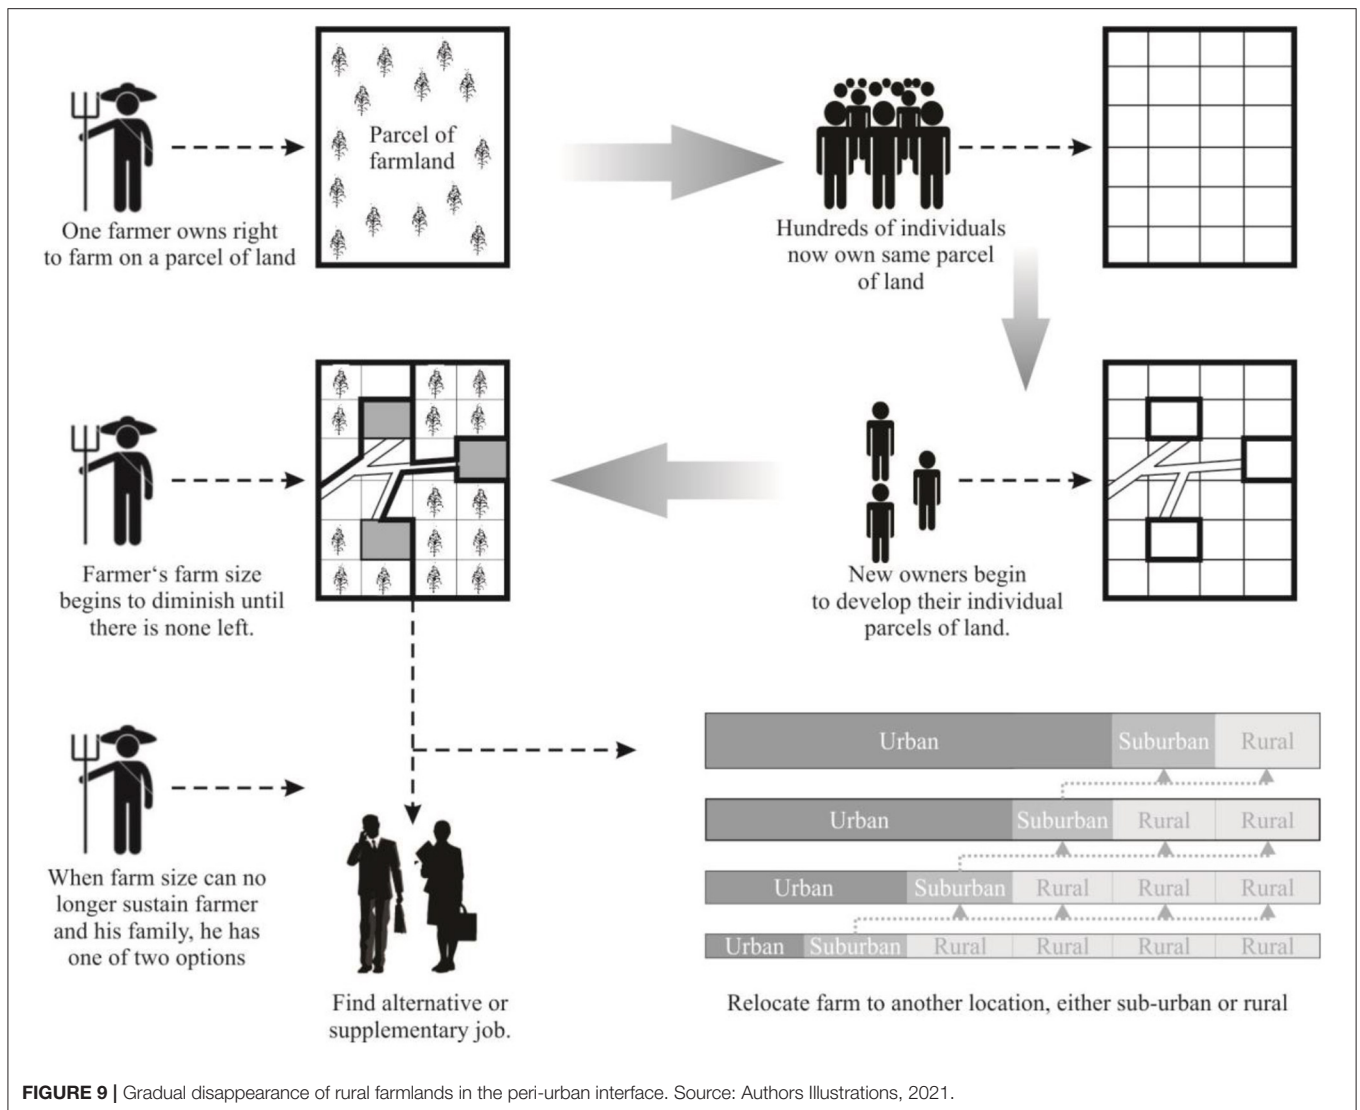 Parcel of
farmland
One farmer owns right
to farm on a parcel of land
Hundreds of individuals
now own same parcel
of land
Farmer‘s farm size
begins to diminish until
there is none left.
New owners begin
to develop their individual
parcels of land.
When farm size can no
longer sustain farmer
and his family, he has
one of two options
Find alternative or
supplementary job.
Urban Suburban Rural
Urban Suburban Rural Rural
Urban Suburban Rural Rural Rural
Urban Suburban Rural Rural Rural Rural
Relocate farm to another location, either sub-urban or rural
FIGURE 9 | Gradual disappearance of rural farmlands in the peri-urban interface. Source: Authors Illustrations, 2021.